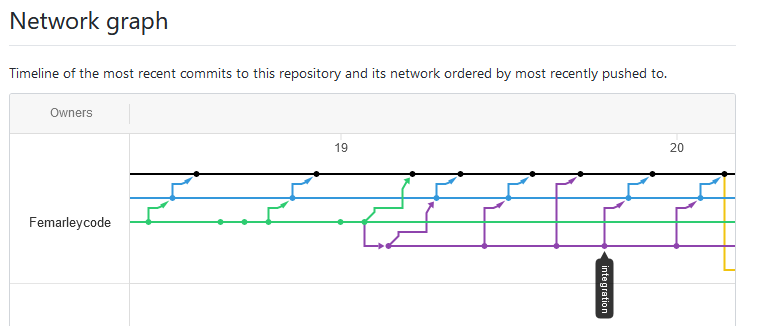 Network graph
Timeline of the most recent commits to this repository and its network ordered by most recently pushed to.
Owners
19
20
Femarleycode
integration